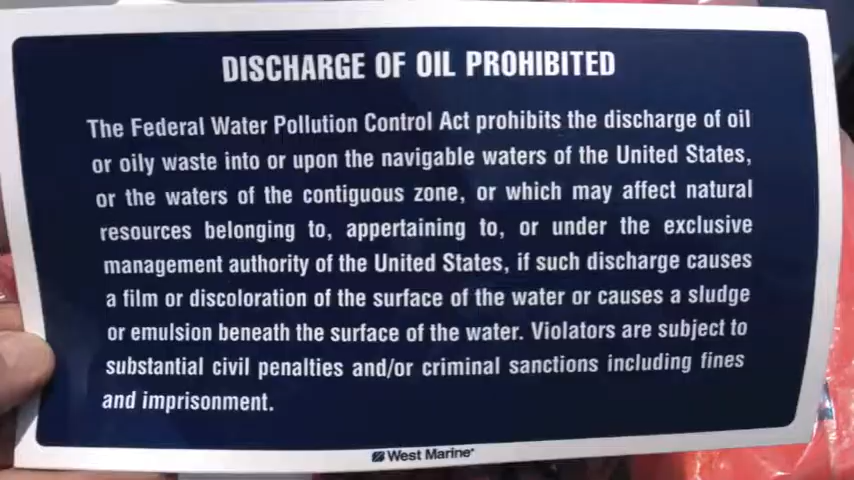 DISCHARGE OF OIL PROHIBITED
The Federal Water Pollution Control Act prohibits the discharge of oil
or oily waste into or upon the navigable waters of the United States,
or the waters of the contiguous zone, or which may affect natural
resources belonging to, appertaining to, or under the exclusive
management authority of the United States, if such discharge causes
a film or discoloration of the surface of the water or causes a sludge
or emulsion beneath the surface of the water. Violators are subject to
substantial civil penalties and/or criminal sanctions including fines
and imprisonment.
West Marine